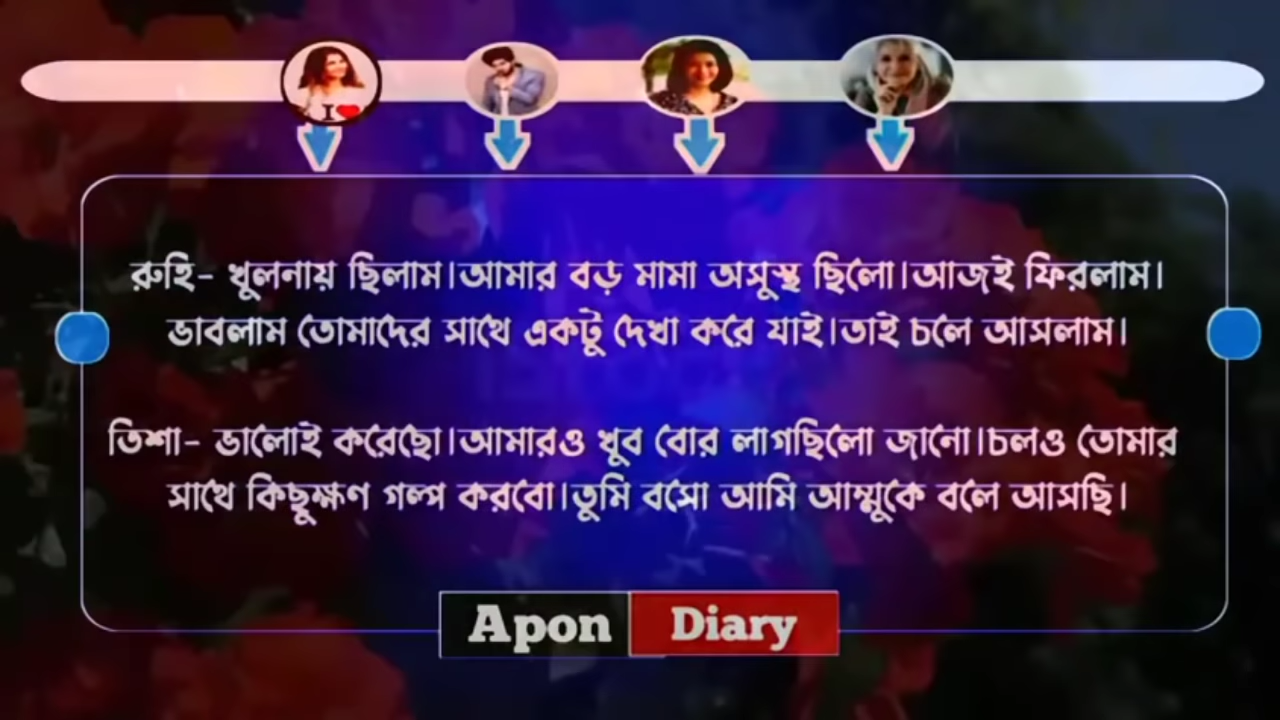 I
রুহি- খুলনায় ছিলাম।আমার বড় মামা অসুস্থ ছিলো।আজই ফিরলাম।
ভাবলাম তোমাদের সাথে একটু দেখা করে যাই।তাই চলে আসলাম।
তিশা- ভালোই করেছো।আমারও খুব বোর লাগছিলো জানো।চলও তোমার
সাথে কিছুক্ষণ গল্প করবো।তুমি বসো আমি আম্মুকে বলে আসছি।
Apon Diary